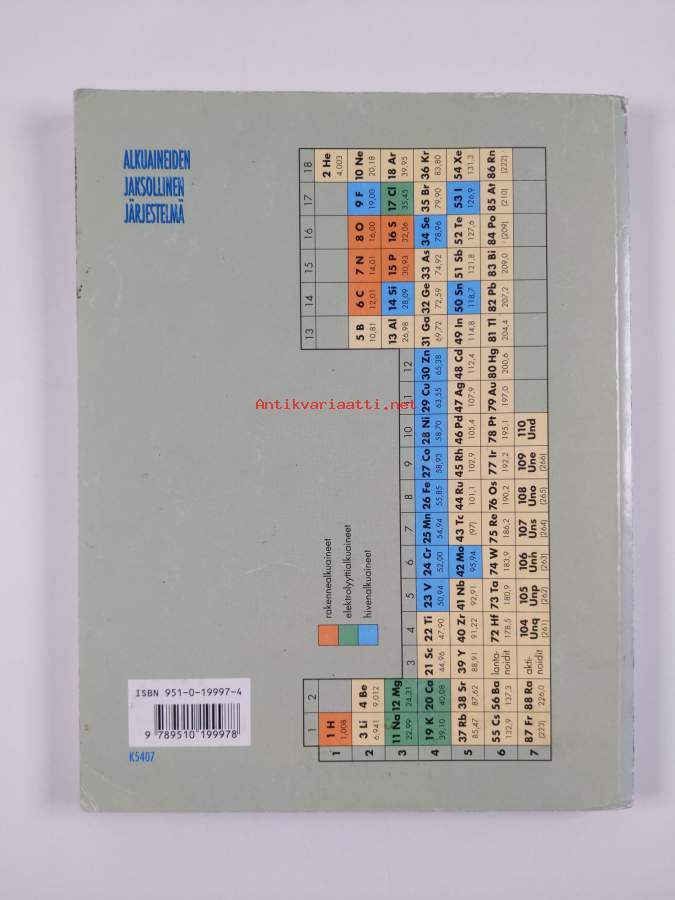 ALKUAINEIDEN
JAKSOLLINEN
JÄRJESTELMÄ
rakennealkuaineet
elektrolyyttialkuaineet
hivenalkuaineet
1 2 3 4 5 6 7 8 9 10 11 12 13 14 15 16 17 18
1 1 H 2 He
1,008 4,003
2 3 Li 4 Be 5 B 6 C 7 N 8 O 9 F 10 Ne
6,941 9,012 10,81 12,01 14,01 16,00 19,00 20,18
3 11 Na 12 Mg 13 Al 14 Si 15 P 16 S 17 Cl 18 Ar
22,99 24,31 26,98 28,09 30,93 32,06 35,45 39,95
4 19 K 20 Ca 21 Sc 22 Ti 23 V 24 Cr 25 Mn 26 Fe 27 Co 28 Ni 29 Cu 30 Zn 31 Ga 32 Ge 33 As 34 Se 35 Br 36 Kr
39,10 40,08 44,96 47,90 50,94 52,00 54,94 55,85 58,93 58,70 63,55 65,38 69,72 72,59 74,92 78,96 79,90 83,80
5 37 Rb 38 Sr 39 Y 40 Zr 41 Nb 42 Mo 43 Tc 44 Ru 45 Rh 46 Pd 47 Ag 48 Cd 49 In 50 Sn 51 Sb 52 Te 53 I 54 Xe
85,47 87,62 88,91 91,22 92,91 95,94 (97) 101,1 102,9 105,4 107,9 112,4 114,8 118,7 121,8 127,6 126,9 131,3
6 55 Cs 56 Ba lanta- 72 Hf 73 Ta 74 W 75 Re 76 Os 77 Ir 78 Pt 79 Au 80 Hg 81 Tl 82 Pb 83 Bi 84 Po 85 At 86 Rn
132,9 137,3 noidit 178,5 180,9 183,9 186,2 190,2 192,2 195,1 197,0 200,6 204,4 207,2 209,0 (209) (210) (222)
7 87 Fr 88 Ra akti- 104 105 106 107 108 109 110
(223) 226,0 noidit Unq Unp Unh Uns Uno Une Und
(261) (262) (263) (264) (265) (266)
ISBN 951-0-19997-4
9 789510 199978
K5407
Antikvariaatti.net